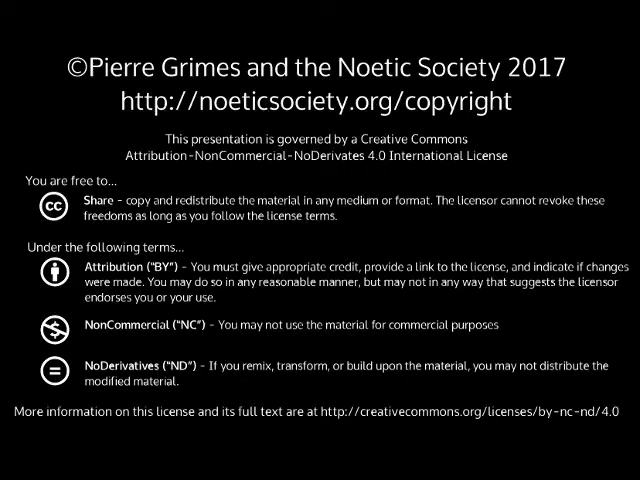 ©Pierre Grimes and the Noetic Society 2017
http://noeticsociety.org/copyright
This presentation is governed by a Creative Commons
Attribution-NonCommercial-NoDerivates 4.0 International License
You are free to...
cc
Share - copy and redistribute the material in any medium or format. The licensor cannot revoke these
freedoms as long as you follow the license terms.
Under the following terms...
Attribution ("BY") - You must give appropriate credit, provide a link to the license, and indicate if changes
were made. You may do so in any reasonable manner, but may not in any way that suggests the licensor
endorses you or your use.
NonCommercial ("NC") - You may not use the material for commercial purposes
NoDerivatives ("ND") - If you remix, transform, or build upon the material, you may not distribute the
modified material.
More information on this license and its full text are at http://creativecommons.org/licenses/by-nc-nd/4.0